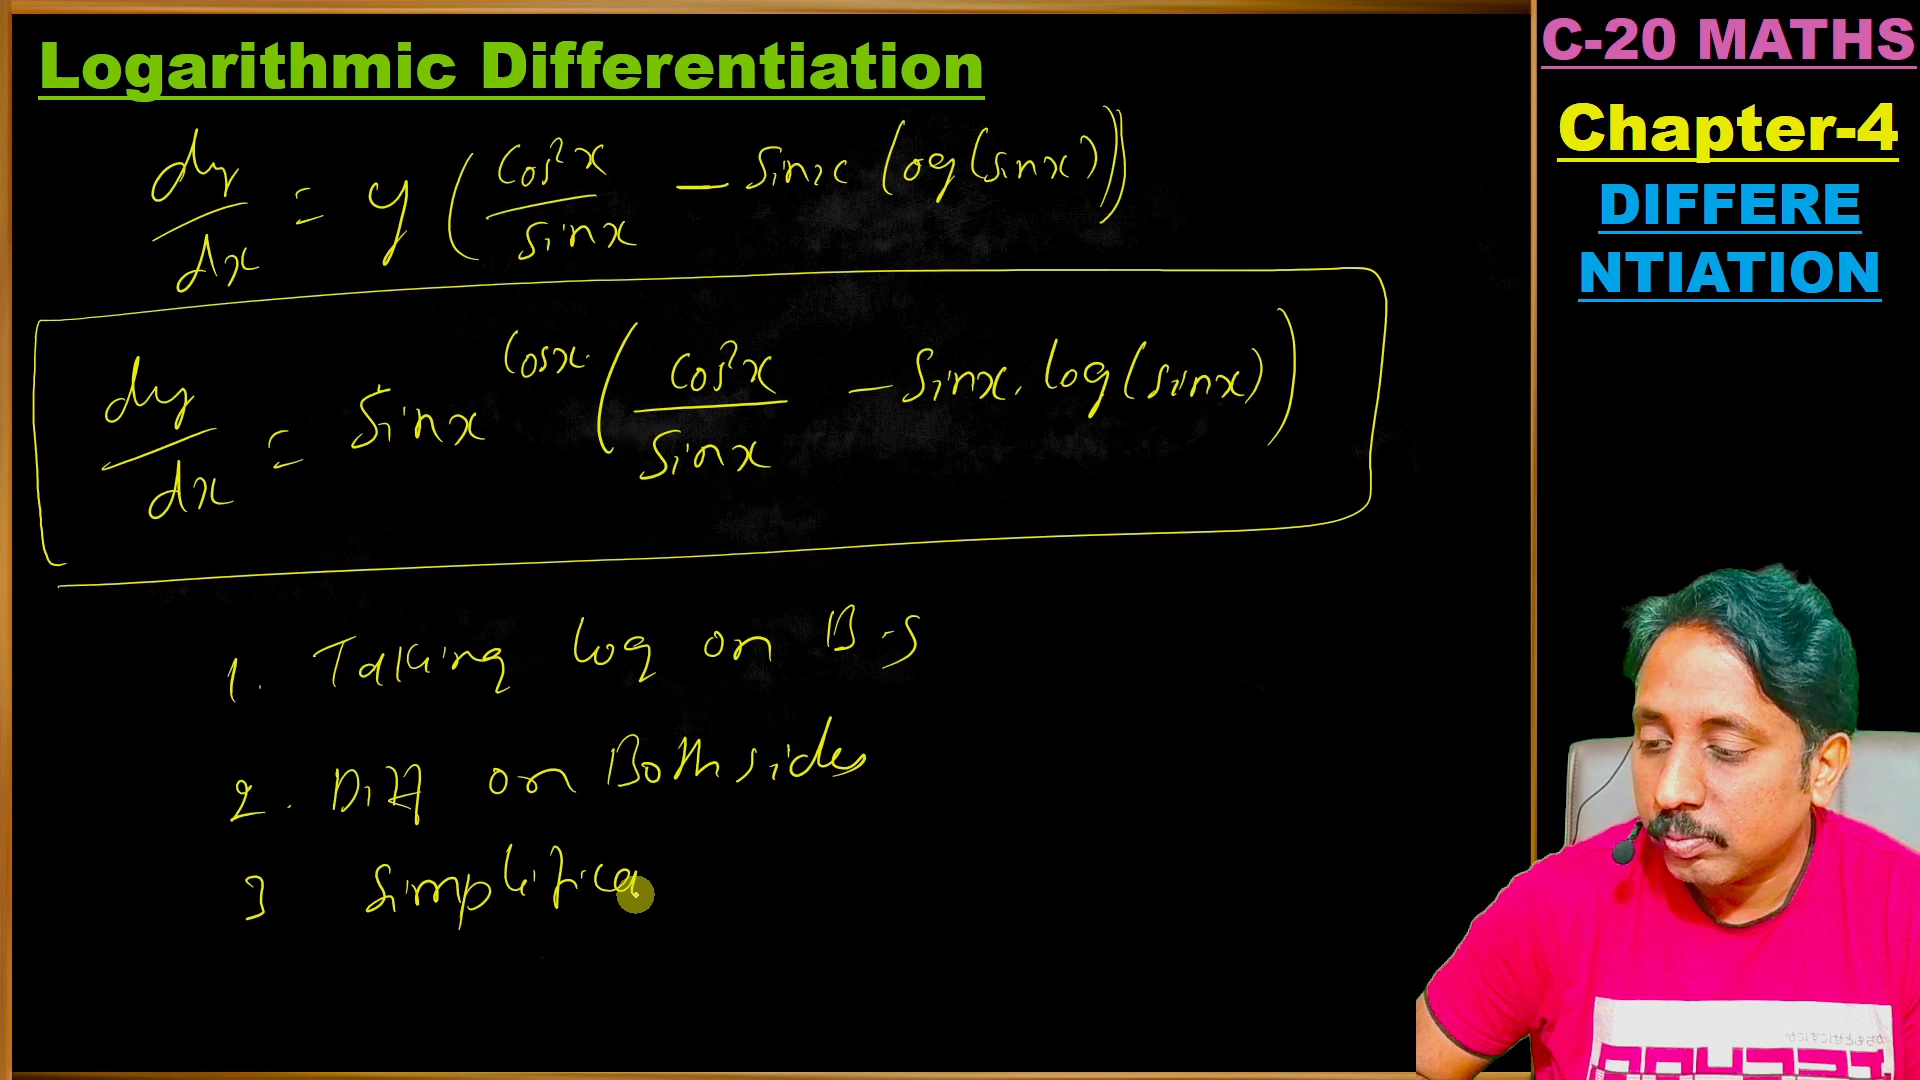 Logarithmic Differentiation
dy/dx = y (cos²x/sinx − sinx log(sinx))
dy/dx = sinx^cosx (cos²x/sinx − sinx. log(sinx))
1. Taking log on B.S
2. Diff on Both sides
3 Simplifica
C-20 MATHS
Chapter-4
DIFFERE
NTIATION